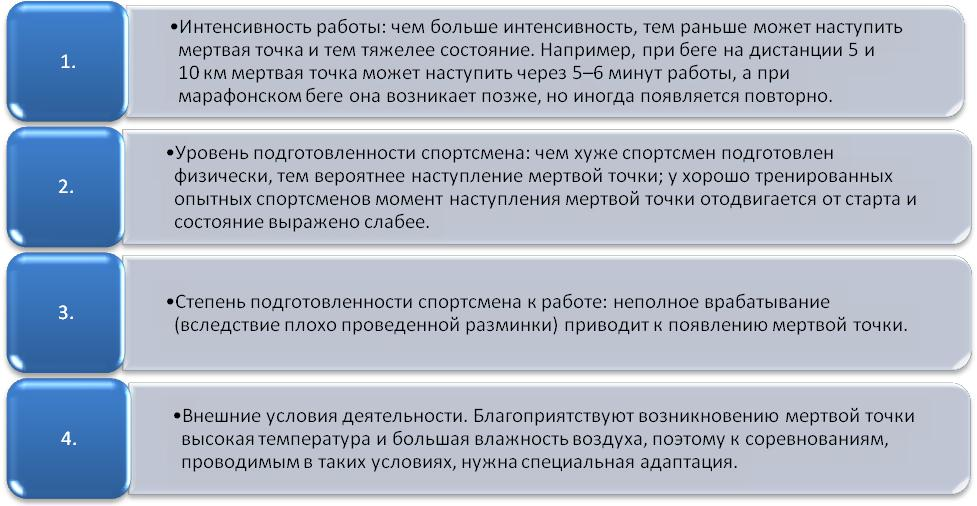 1.
•Интенсивность работы: чем больше интенсивность, тем раньше может наступить
мертвая точка и тем тяжелее состояние. Например, при беге на дистанции 5 и
10 км мертвая точка может наступить через 5–6 минут работы, а при
марафонском беге она возникает позже, но иногда появляется повторно.
2.
•Уровень подготовленности спортсмена: чем хуже спортсмен подготовлен
физически, тем вероятнее наступление мертвой точки; у хорошо тренированных
опытных спортсменов момент наступления мертвой точки отодвигается от старта и
состояние выражено слабее.
3.
•Степень подготовленности спортсмена к работе: неполное врабатывание
(вследствие плохо проведенной разминки) приводит к появлению мертвой точки.
4.
•Внешние условия деятельности. Благоприятствуют возникновению мертвой точки
высокая температура и большая влажность воздуха, поэтому к соревнованиям,
проводимым в таких условиях, нужна специальная адаптация.